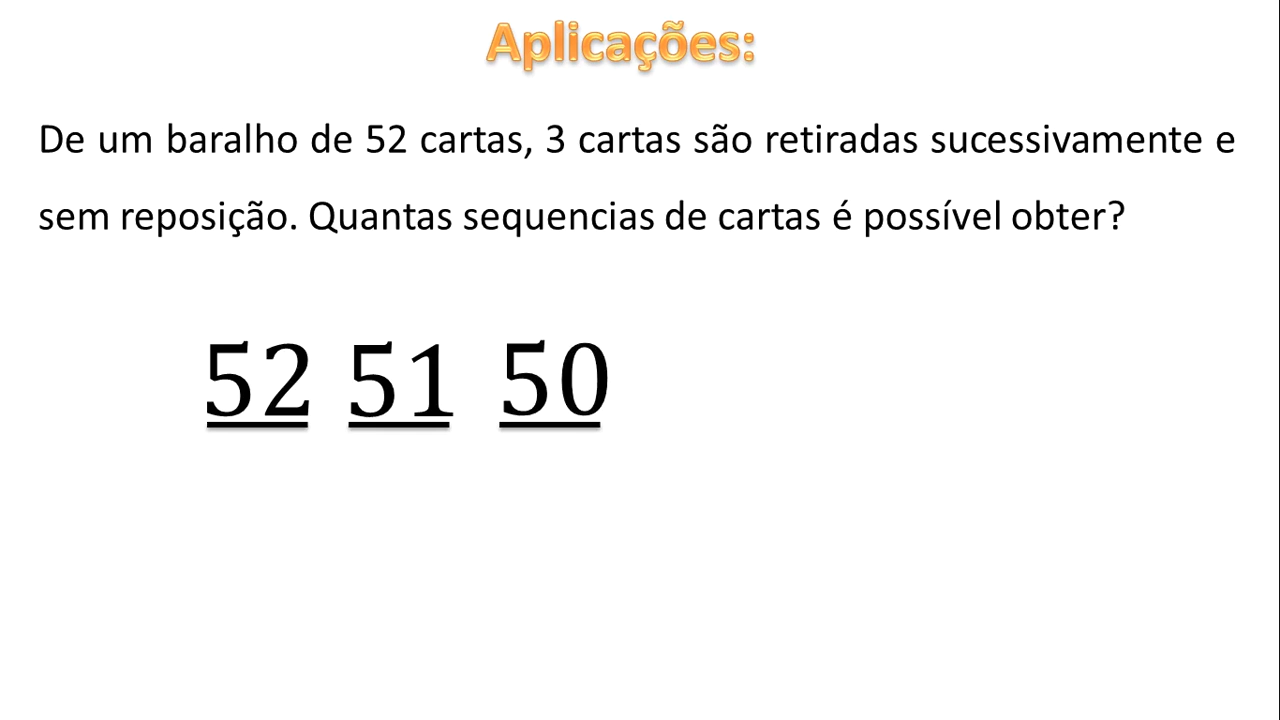 Aplicações:
De um baralho de 52 cartas, 3 cartas são retiradas sucessivamente e
sem reposição. Quantas sequencias de cartas é possível obter?
52 51 50